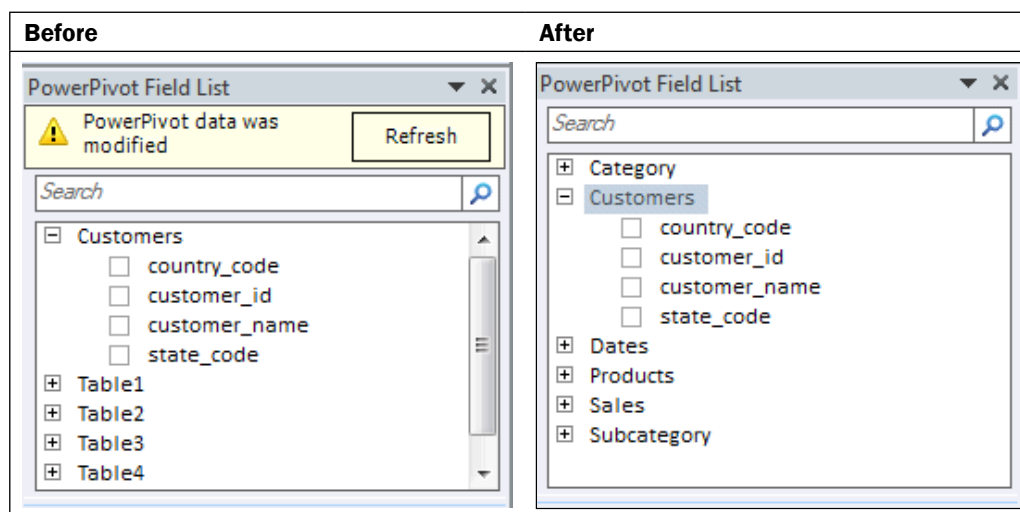 Before
After
PowerPivot Field List
PowerPivot data was
modified
Refresh
Search
Customers
country_code
customer_id
customer_name
state_code
Table1
Table2
Table3
Table4
PowerPivot Field List
Search
Category
Customers
country_code
customer_id
customer_name
state_code
Dates
Products
Sales
Subcategory